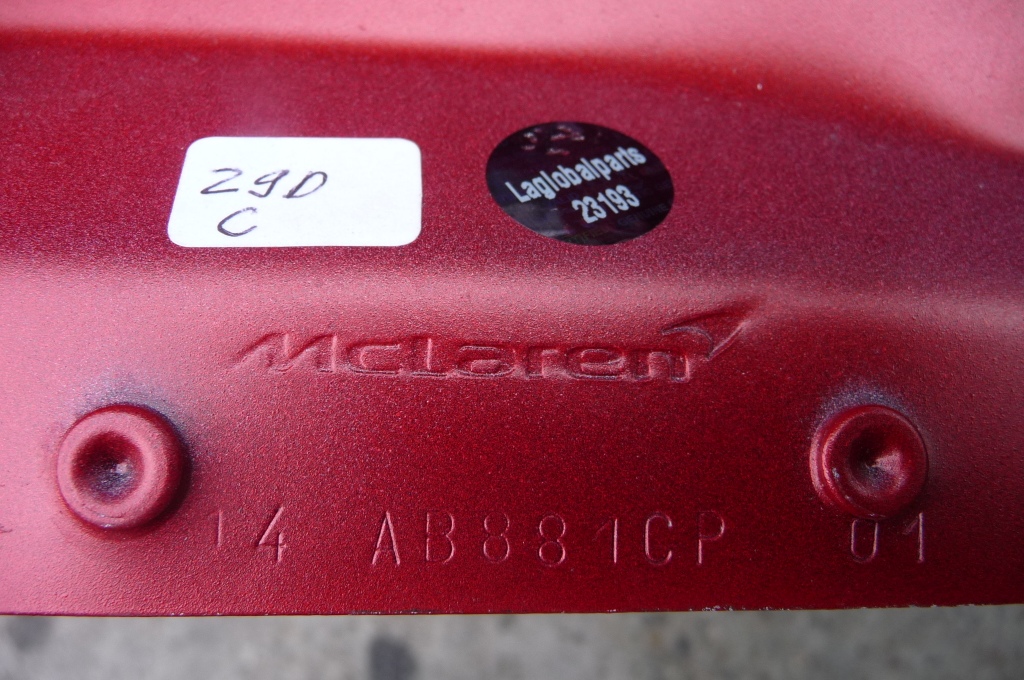 29D
C
Laglobalparts
23193
McLaren
14 AB881CP 01